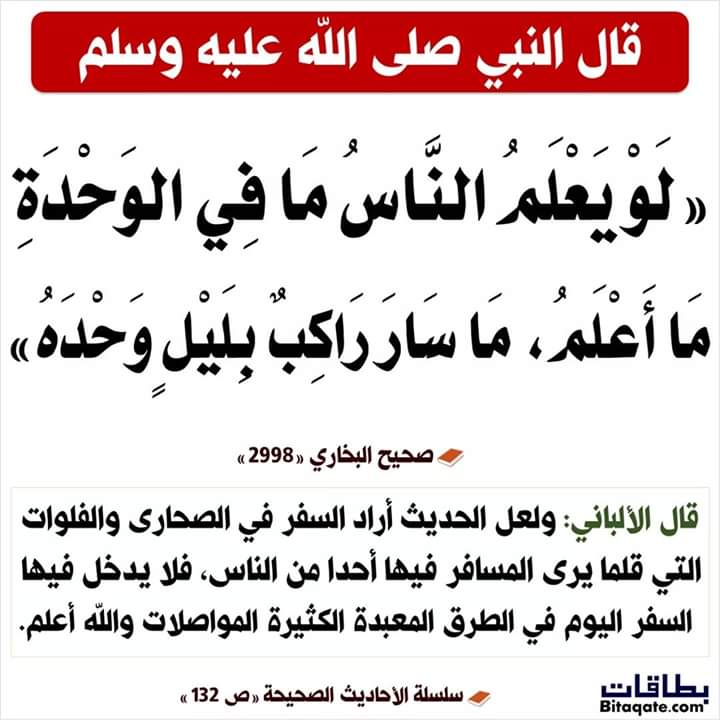 قال النبي صلى الله عليه وسلم
« لَوْ يَعْلَمُ النَّاسُ مَا فِي الوَحْدَةِ
مَا أَعْلَمُ، مَا سَارَ رَاكِبٌ بِلَيْلٍ وَحْدَهُ»
صحيح البخاري «2998»
قال الألباني: ولعل الحديث أراد السفر في الصحارى والفلوات
التي قلما يرى المسافر فيها أحدا من الناس، فلا يدخل فيها
السفر اليوم في الطرق المعبدة الكثيرة المواصلات والله أعلم.
سلسلة الأحاديث الصحيحة «ص 132»
بطاقات
Bitaqate.com